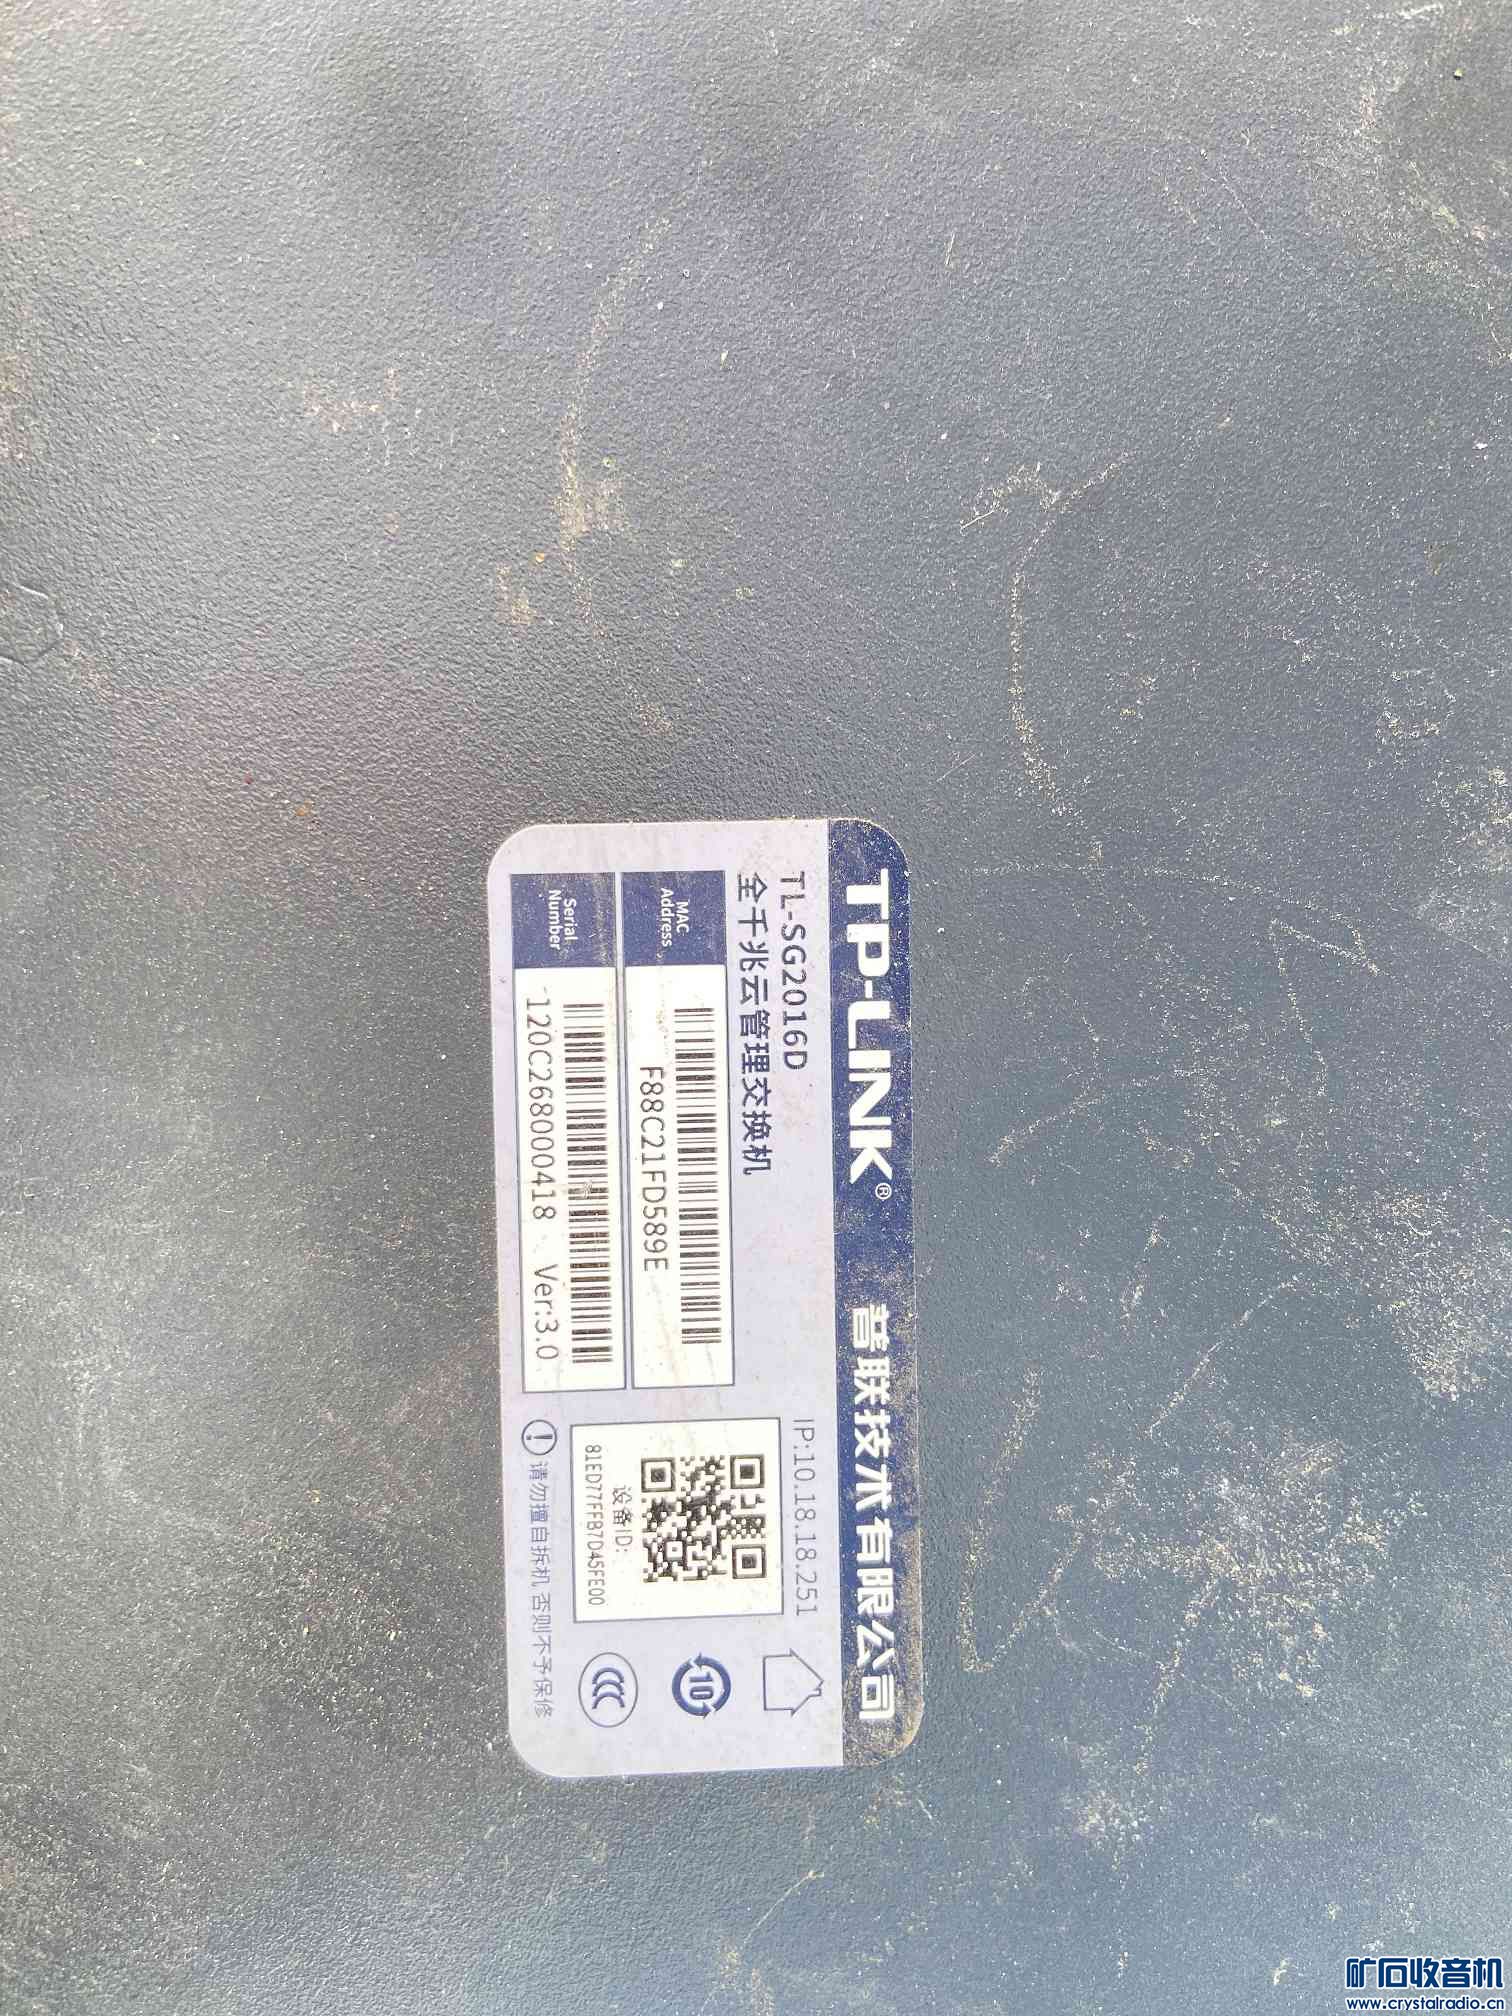 TP-LINK® 普联技术有限公司
TL-SG2016D
全千兆云管理交换机
IP:10.18.18.251
MAC
Address
F88C21FD589E
Serial
Number
120C268000418 Ver:3.0
设备ID:
81ED77FFB7D45FE00
10
请勿擅自拆机 否则不予保修
矿石收音机
www.crystalradio.cn